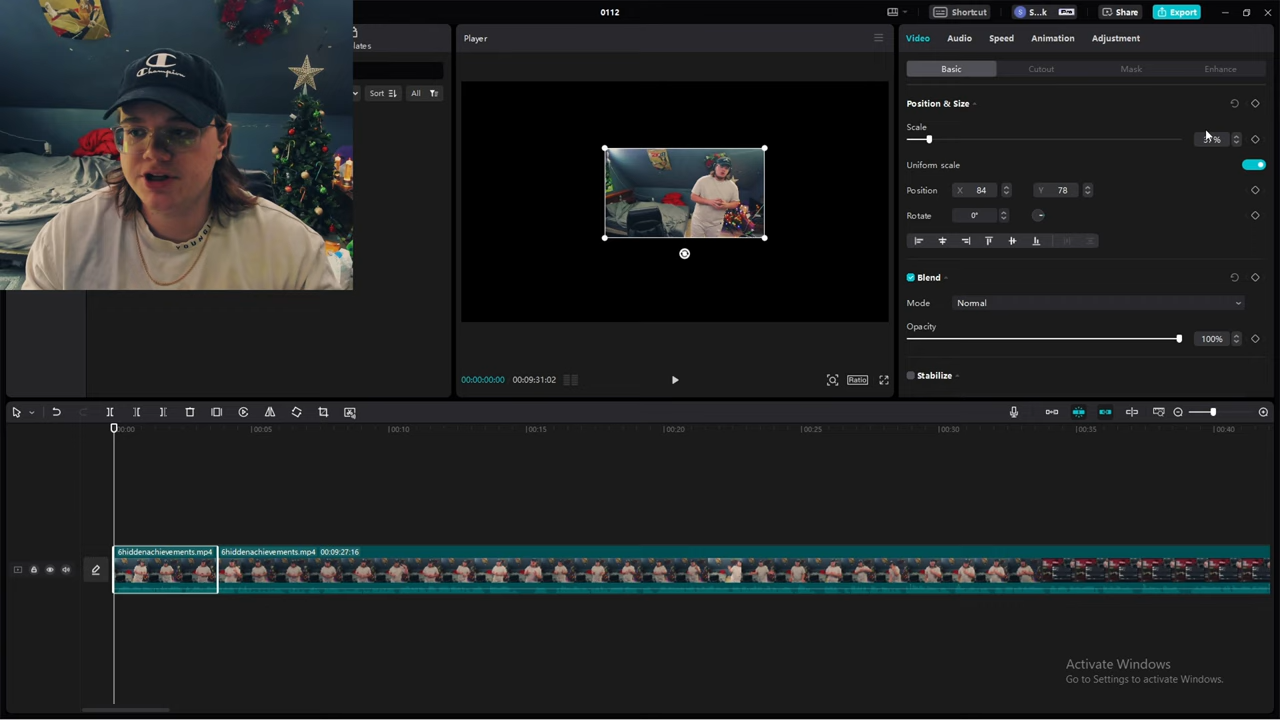 0112
Shortcut
S...k
Pro
Share
Export
Champion
YOUNG
lates
Sort
All
Player
Video
Audio
Speed
Animation
Adjustment
Basic
Cutout
Mask
Enhance
Position & Size
Scale
Uniform scale
Position
X 84
Y 78
Rotate
0°
Blend
Mode
Normal
Opacity
100%
Stabilize
00:00:00:00
00:09:31:02
Ratio
00:00
00:05
00:10
00:15
00:20
00:25
00:30
00:35
00:40
6hiddenachievements.mp4
6hiddenachievements.mp4 00:09:27:16
Activate Windows
Go to Settings to activate Windows.